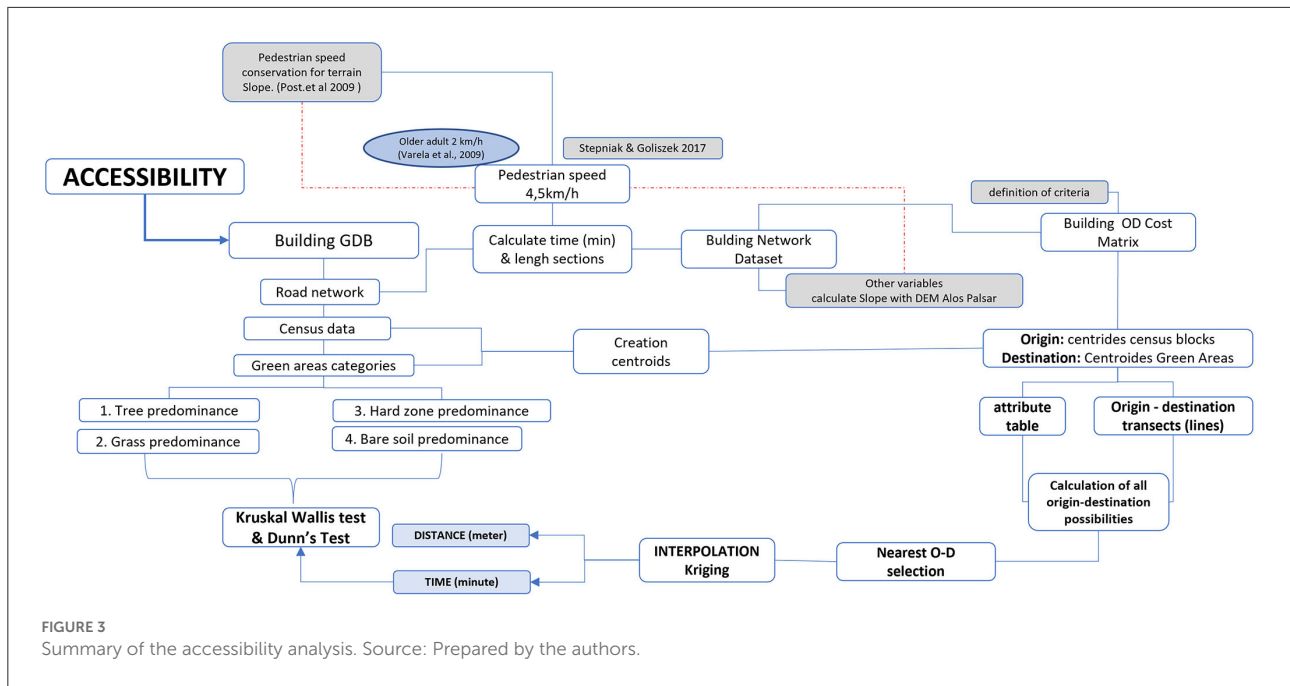 Pedestrian speed
conservation for terrain
Slope. (Post.et al 2009 )
Older adult 2 km/h
(Varela et al., 2009)
Stepniak & Goliszek 2017
ACCESSIBILITY
Pedestrian speed
4,5km/h
definition of criteria
Building GDB
Calculate time (min)
& lengh sections
Bulding Network
Dataset
Building OD Cost
Matrix
Road network
Other variables
calculate Slope with DEM Alos Palsar
Census data
Green areas categories
Creation
centroids
Origin: centrides census blocks
Destination: Centroides Green Areas
1. Tree predominance
2. Grass predominance
3. Hard zone predominance
4. Bare soil predominance
attribute
table
Origin - destination
transects (lines)
Calculation of all
origin-destination
possibilities
Kruskal Wallis test
& Dunn's Test
DISTANCE (meter)
TIME (minute)
INTERPOLATION
Kriging
Nearest O-D
selection
FIGURE 3
Summary of the accessibility analysis. Source: Prepared by the authors.